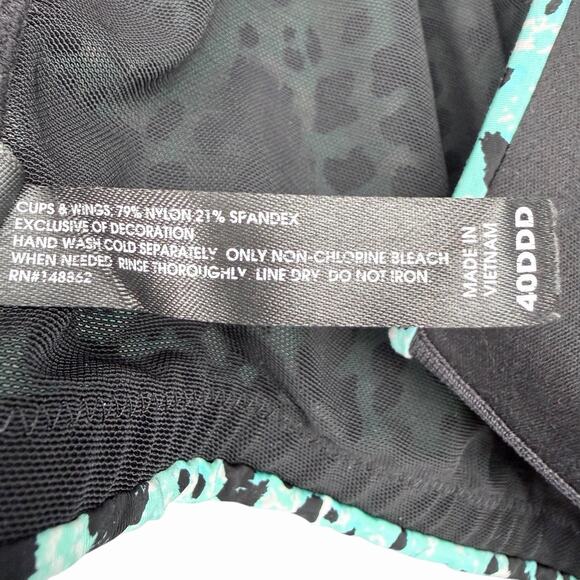 CUPS & WINGS: 79% NYLON 21% SPANDEX
EXCLUSIVE OF DECORATION
HAND WASH COLD SEPARATELY ONLY NON-CHLORINE BLEACH
WHEN NEEDED RINSE THOROUGHLY LINE DRY DO NOT IRON
RN#148862
MADE IN
VIETNAM
40DDD